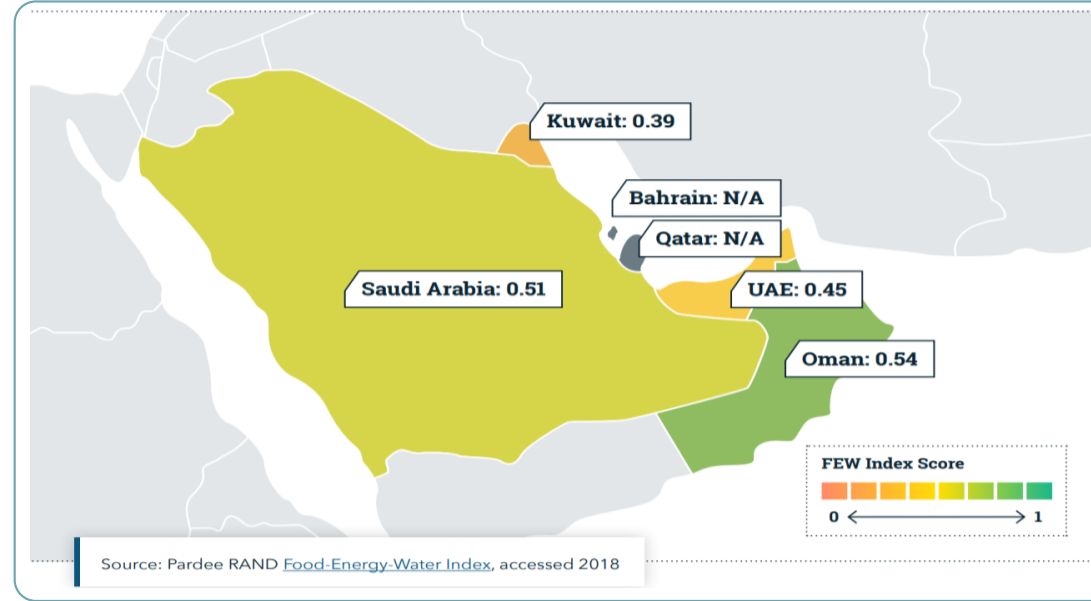 Kuwait: 0.39
Bahrain: N/A
Qatar: N/A
Saudi Arabia: 0.51
UAE: 0.45
Oman: 0.54
FEW Index Score
0 1
Source: Pardee RAND Food-Energy-Water Index, accessed 2018